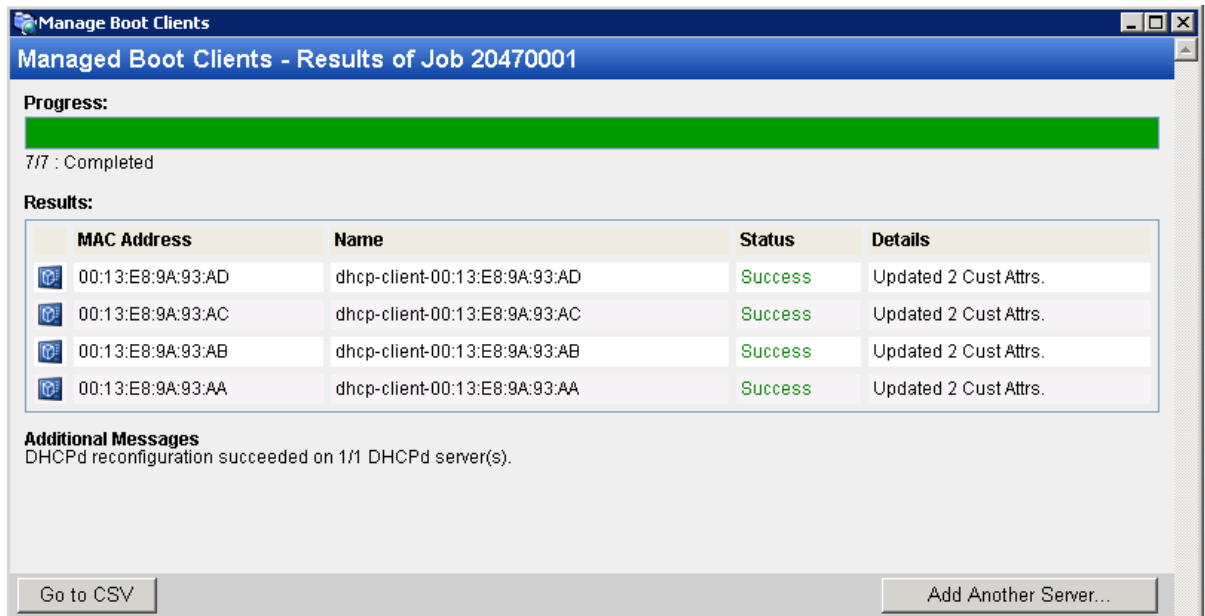 Manage Boot Clients
Managed Boot Clients - Results of Job 20470001
Progress:
7/7 : Completed
Results:
MAC Address Name Status Details
00:13:E8:9A:93:AD dhcp-client-00:13:E8:9A:93:AD Success Updated 2 Cust Attrs.
00:13:E8:9A:93:AC dhcp-client-00:13:E8:9A:93:AC Success Updated 2 Cust Attrs.
00:13:E8:9A:93:AB dhcp-client-00:13:E8:9A:93:AB Success Updated 2 Cust Attrs.
00:13:E8:9A:93:AA dhcp-client-00:13:E8:9A:93:AA Success Updated 2 Cust Attrs.
Additional Messages
DHCPd reconfiguration succeeded on 1/1 DHCPd server(s).
Go to CSV Add Another Server...